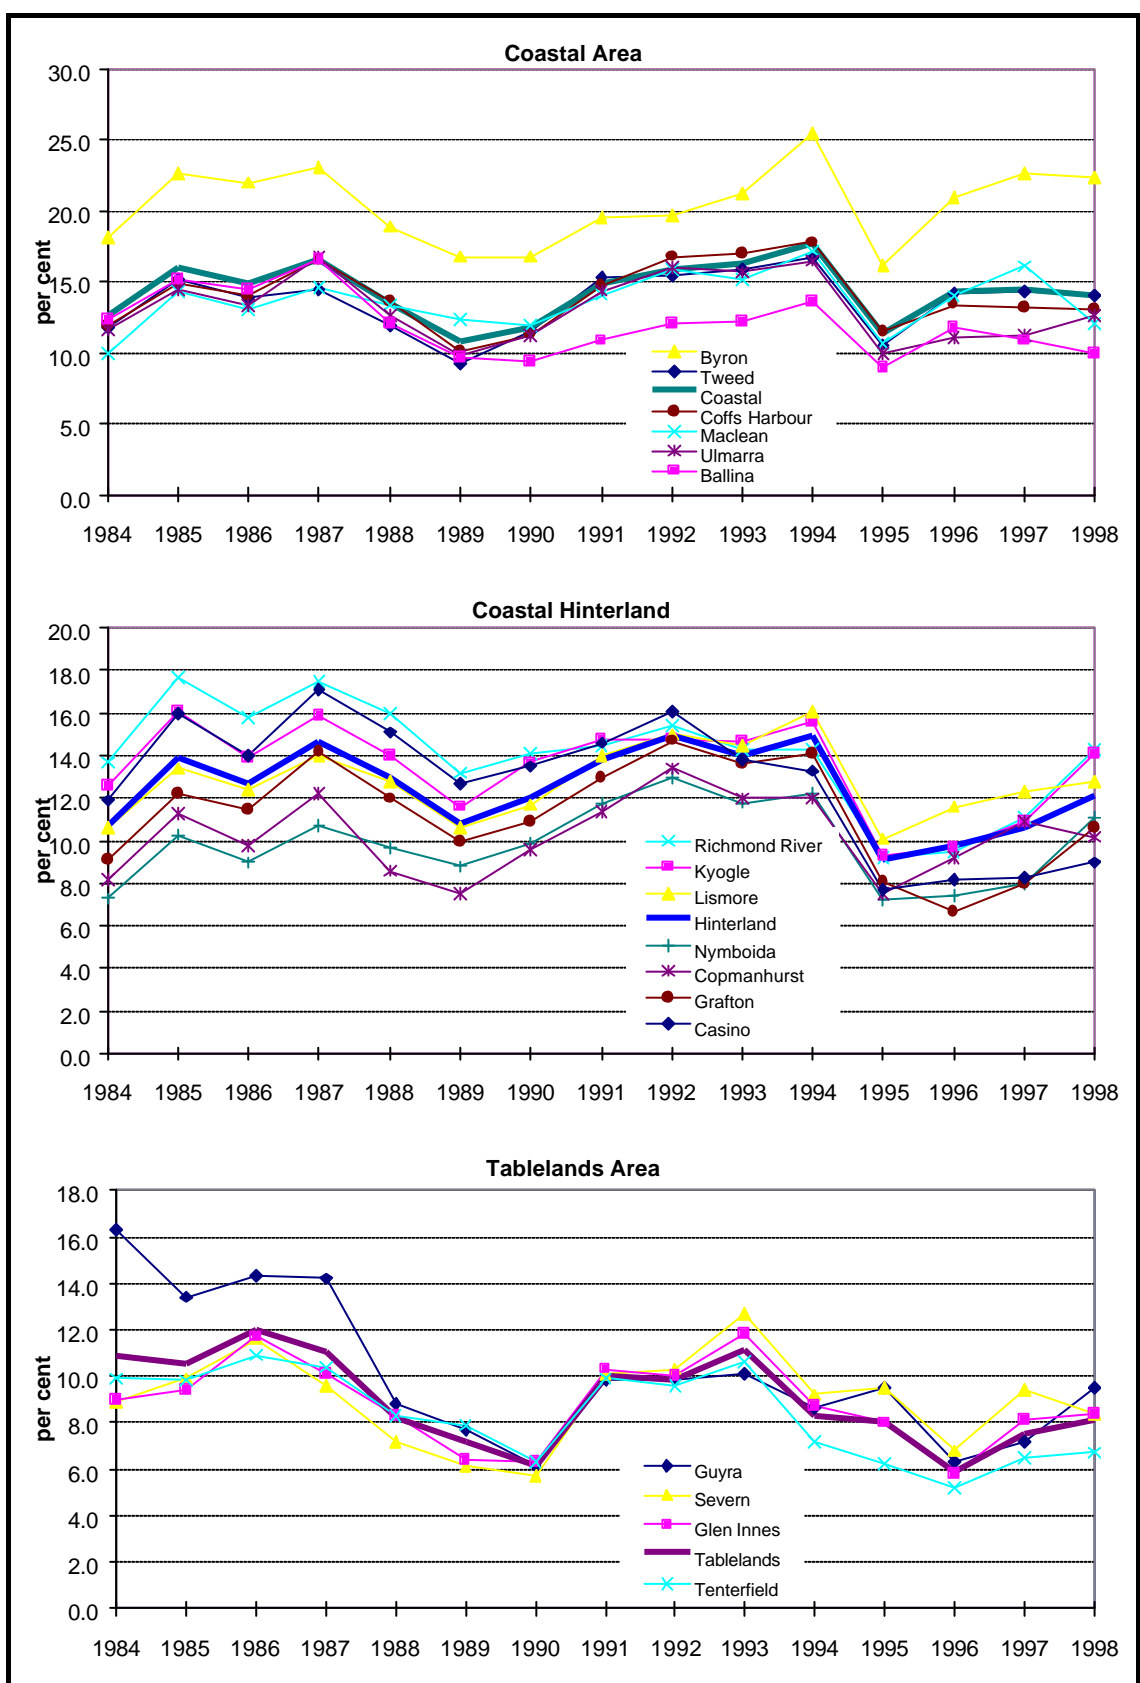 Coastal Area
30.0
25.0
20.0
15.0
10.0
5.0
0.0
per cent
Byron
Tweed
Coastal
Coffs Harbour
Maclean
Ulmarra
Ballina
1984 1985 1986 1987 1988 1989 1990 1991 1992 1993 1994 1995 1996 1997 1998
Coastal Hinterland
20.0
18.0
16.0
14.0
12.0
10.0
8.0
6.0
4.0
2.0
0.0
per cent
Richmond River
Kyogle
Lismore
Hinterland
Nymboida
Copmanhurst
Grafton
Casino
1984 1985 1986 1987 1988 1989 1990 1991 1992 1993 1994 1995 1996 1997 1998
Tablelands Area
18.0
16.0
14.0
12.0
10.0
8.0
6.0
4.0
2.0
0.0
per cent
Guyra
Severn
Glen Innes
Tablelands
Tenterfield
1984 1985 1986 1987 1988 1989 1990 1991 1992 1993 1994 1995 1996 1997 1998